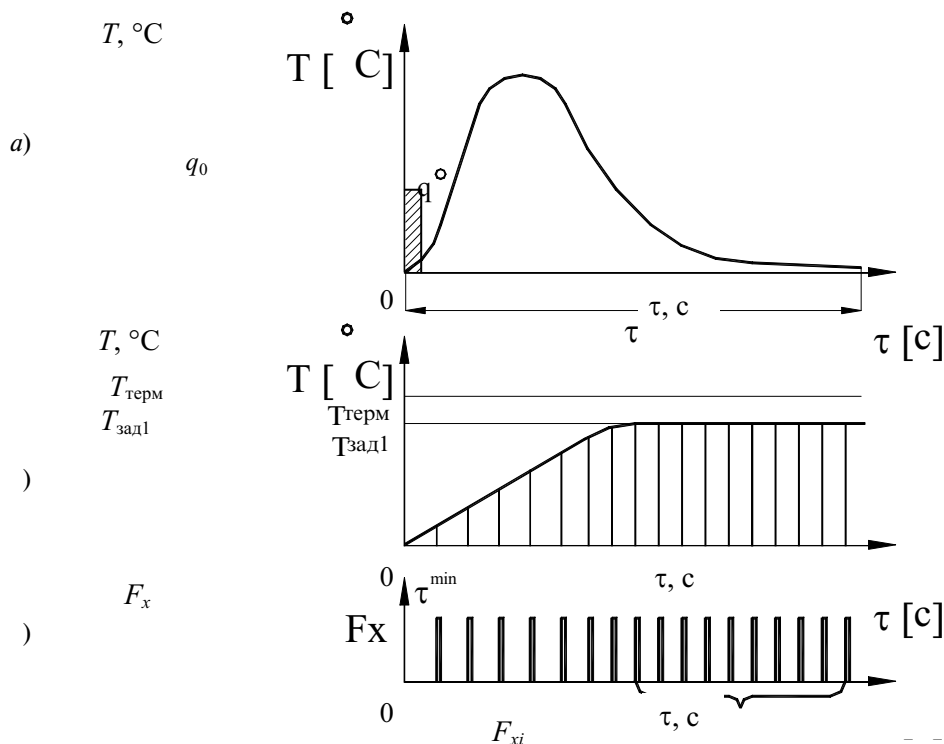 T, °C
T [ °C]
а)
q₀
q°
0
τ, с
τ
τ [с]
T, °C
T [ °C]
Tтерм
Tтерм
Tзад1
Tзад1
)
0
τ, с
τmin
Fx
τ [с]
)
Fx
0
τ, с
Fxi